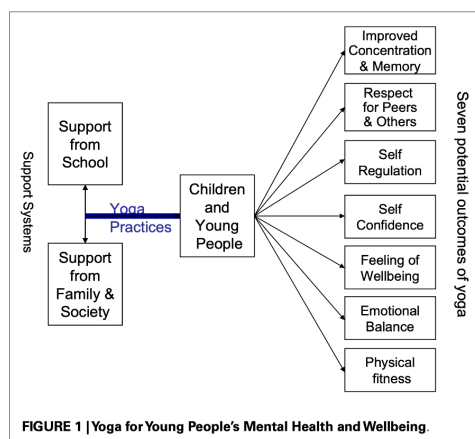 Support Systems
Support
from
School
Support
from
Family &
Society
Yoga
Practices
Children
and
Young
People
Improved
Concentration
& Memory
Respect
for Peers
& Others
Self
Regulation
Self
Confidence
Feeling of
Wellbeing
Emotional
Balance
Physical
fitness
Seven potential outcomes of yoga
FIGURE 1 | Yoga for Young People's Mental Health and Wellbeing.